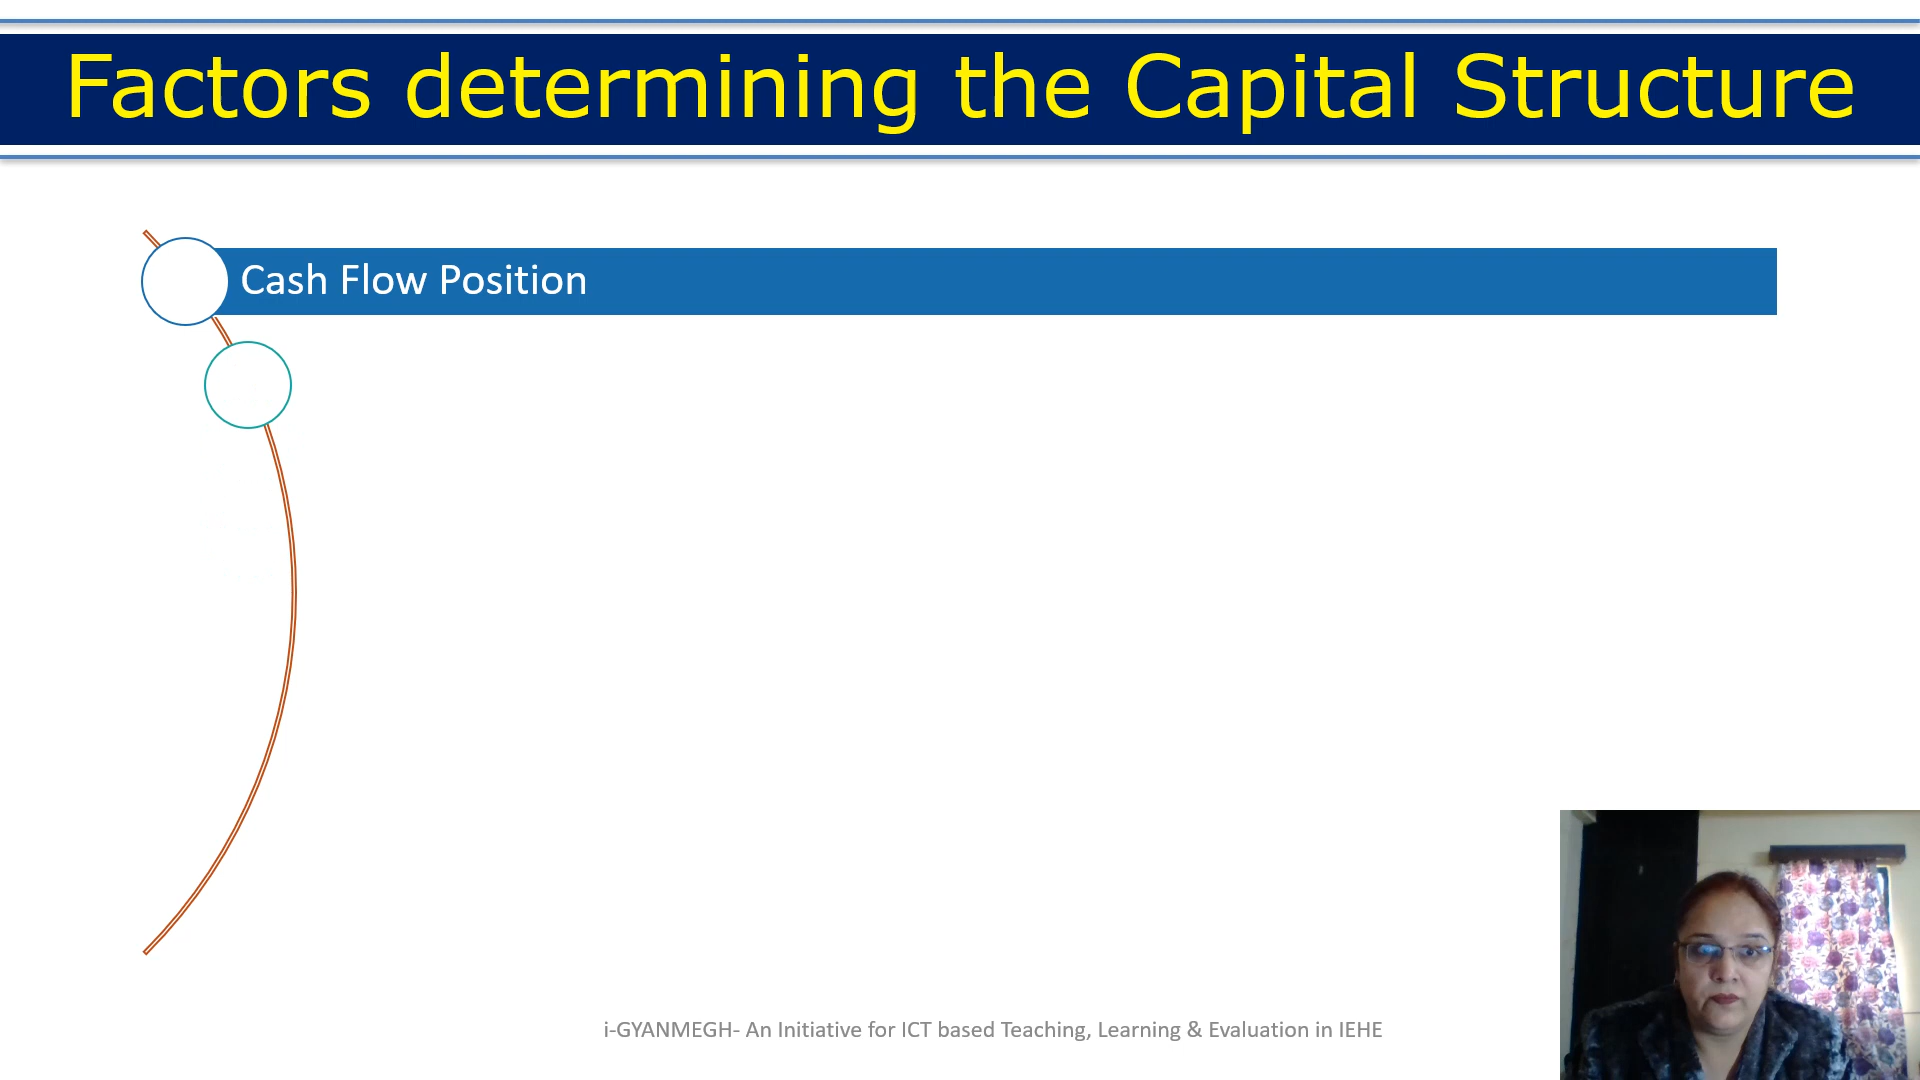 Factors determining the Capital Structure
Cash Flow Position
i-GYANMEGH- An Initiative for ICT based Teaching, Learning & Evaluation in IEHE